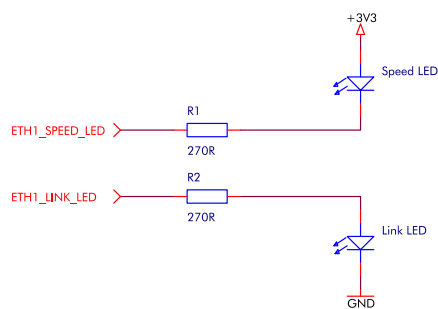 +3V3
Speed LED
R1
ETH1_SPEED_LED
270R
R2
ETH1_LINK_LED
270R
Link LED
GND